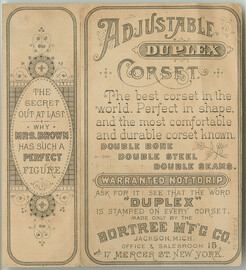 THE
SECRET
OUT AT LAST
WHY
MRS. BROWN
HAS SUCH A
PERFECT
FIGURE
ADJUSTABLE
DUPLEX
CORSET.
The best corset in the
world. Perfect in shape,
and the most comfortable
and durable corset known.
DOUBLE BONE
DOUBLE STEEL
DOUBLE SEAMS.
WARRANTED NOT TO RIP
ASK FOR IT! SEE THAT THE WORD
"DUPLEX"
IS STAMPED ON EVERY CORSET.
MADE ONLY BY THE
BORTREE M'F'G CO.
JACKSON, MICH.
OFFICE & SALESROOM 15
17 MERCER ST. NEW YORK.